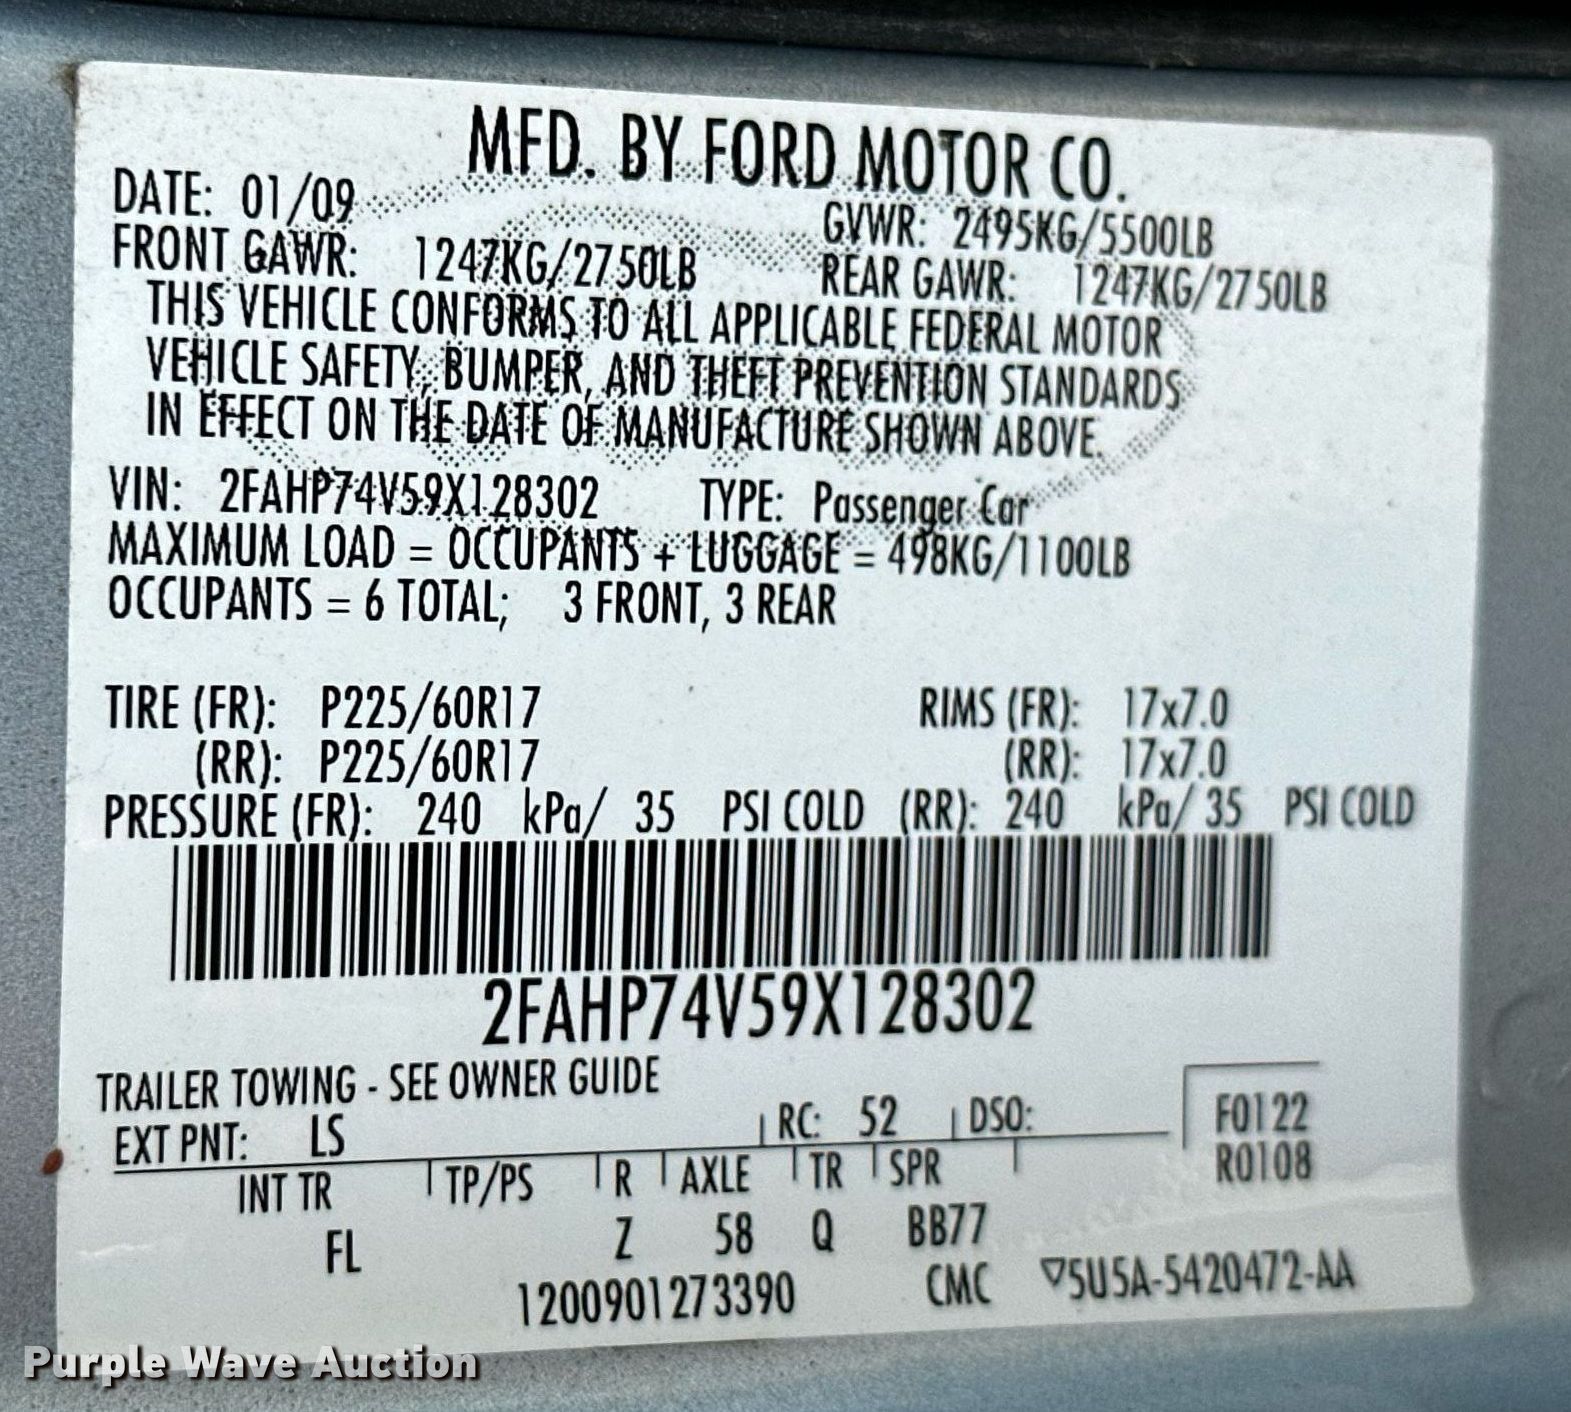 MFD. BY FORD MOTOR CO.
DATE: 01/09
GVWR: 2495KG/5500LB
FRONT GAWR: 1247KG/2750LB REAR GAWR: 1247KG/2750LB
THIS VEHICLE CONFORMS TO ALL APPLICABLE FEDERAL MOTOR
VEHICLE SAFETY, BUMPER, AND THEFT PREVENTION STANDARDS
IN EFFECT ON THE DATE OF MANUFACTURE SHOWN ABOVE.
VIN: 2FAHP74V59X128302 TYPE: Passenger Car
MAXIMUM LOAD = OCCUPANTS + LUGGAGE = 498KG/1100LB
OCCUPANTS = 6 TOTAL; 3 FRONT, 3 REAR
TIRE (FR): P225/60R17 RIMS (FR): 17x7.0
(RR): P225/60R17 (RR): 17x7.0
PRESSURE (FR): 240 kPa/ 35 PSI COLD (RR): 240 kPa/ 35 PSI COLD
2FAHP74V59X128302
TRAILER TOWING - SEE OWNER GUIDE
EXT PNT: LS RC: 52 DSO: F0122
R0108
INT TR TP/PS R AXLE TR SPR
FL Z 58 Q BB77
1200901273390 CMC ▽5U5A-5420472-AA
Purple Wave Auction